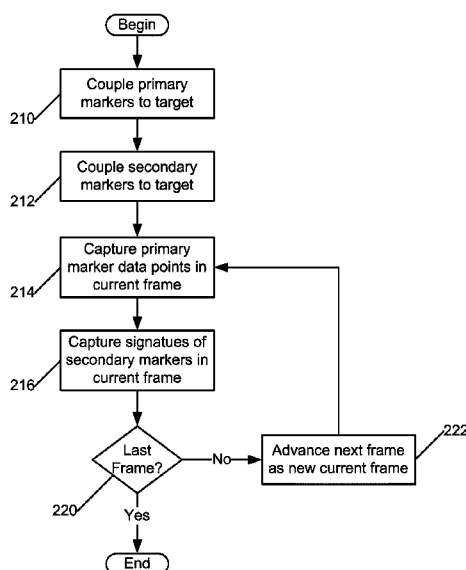 Begin
Couple primary
markers to target
210
Couple secondary
markers to target
212
Capture primary
marker data points in
current frame
214
Capture signatues of
secondary markers in
current frame
216
Last
Frame?
220
No
Advance next frame
as new current frame
222
Yes
End